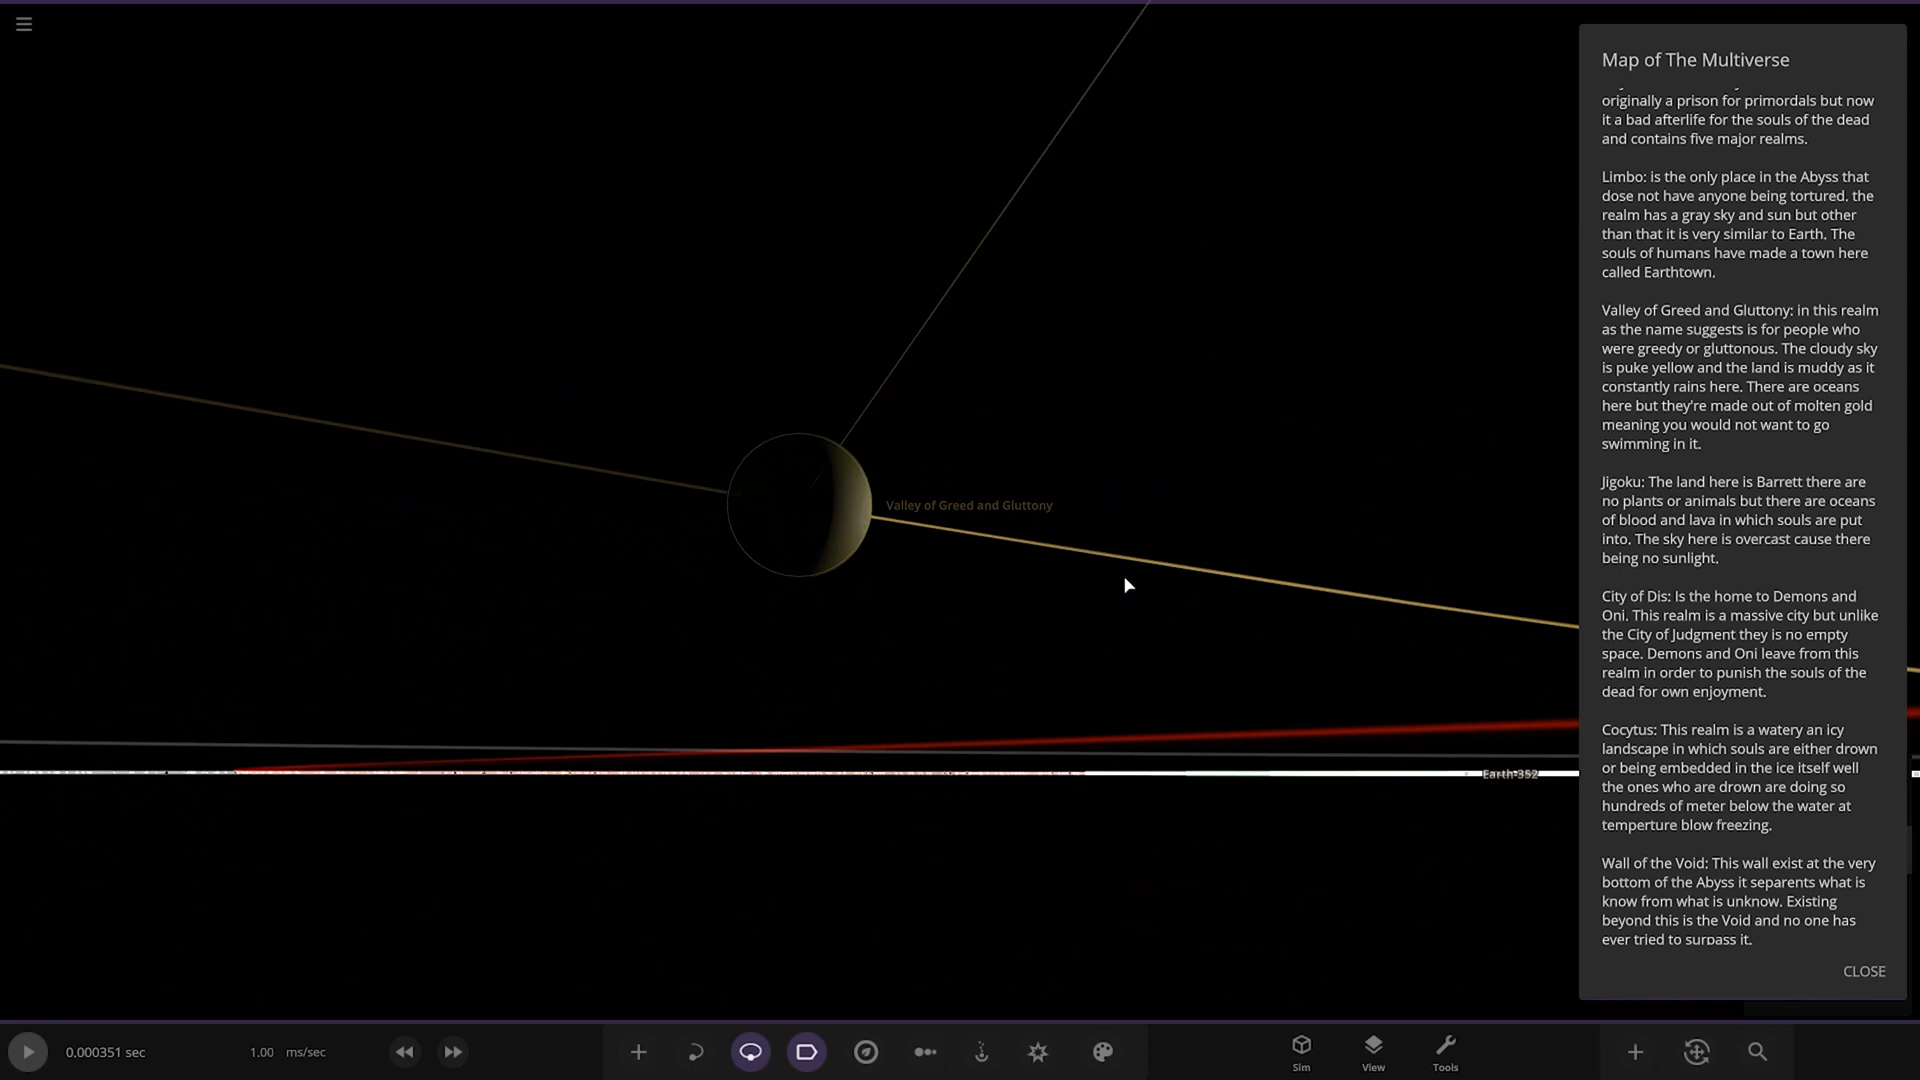 Map of The Multiverse
originally a prison for primordals but now
it a bad afterlife for the souls of the dead
and contains five major realms.
Limbo: is the only place in the Abyss that
dose not have anyone being tortured, the
realm has a gray sky and sun but other
than that it is very similar to Earth. The
souls of humans have made a town here
called Earthtown.
Valley of Greed and Gluttony: in this realm
as the name suggests is for people who
were greedy or gluttonous. The cloudy sky
is puke yellow and the land is muddy as it
constantly rains here. There are oceans
here but they're made out of molten gold
meaning you would not want to go
swimming in it.
Jigoku: The land here is Barrett there are
no plants or animals but there are oceans
of blood and lava in which souls are put
into. The sky here is overcast cause there
being no sunlight.
City of Dis: Is the home to Demons and
Oni. This realm is a massive city but unlike
the City of Judgment they is no empty
space. Demons and Oni leave from this
realm in order to punish the souls of the
dead for own enjoyment.
Cocytus: This realm is a watery an icy
landscape in which souls are either drown
or being embedded in the ice itself well
the ones who are drown are doing so
hundreds of meter below the water at
temperture blow freezing.
Wall of the Void: This wall exist at the very
bottom of the Abyss it separents what is
know from what is unknow. Existing
beyond this is the Void and no one has
ever tried to surpass it.
CLOSE
Valley of Greed and Gluttony
Earth-352
0.000351 sec
1.00 ms/sec
Sim
View
Tools